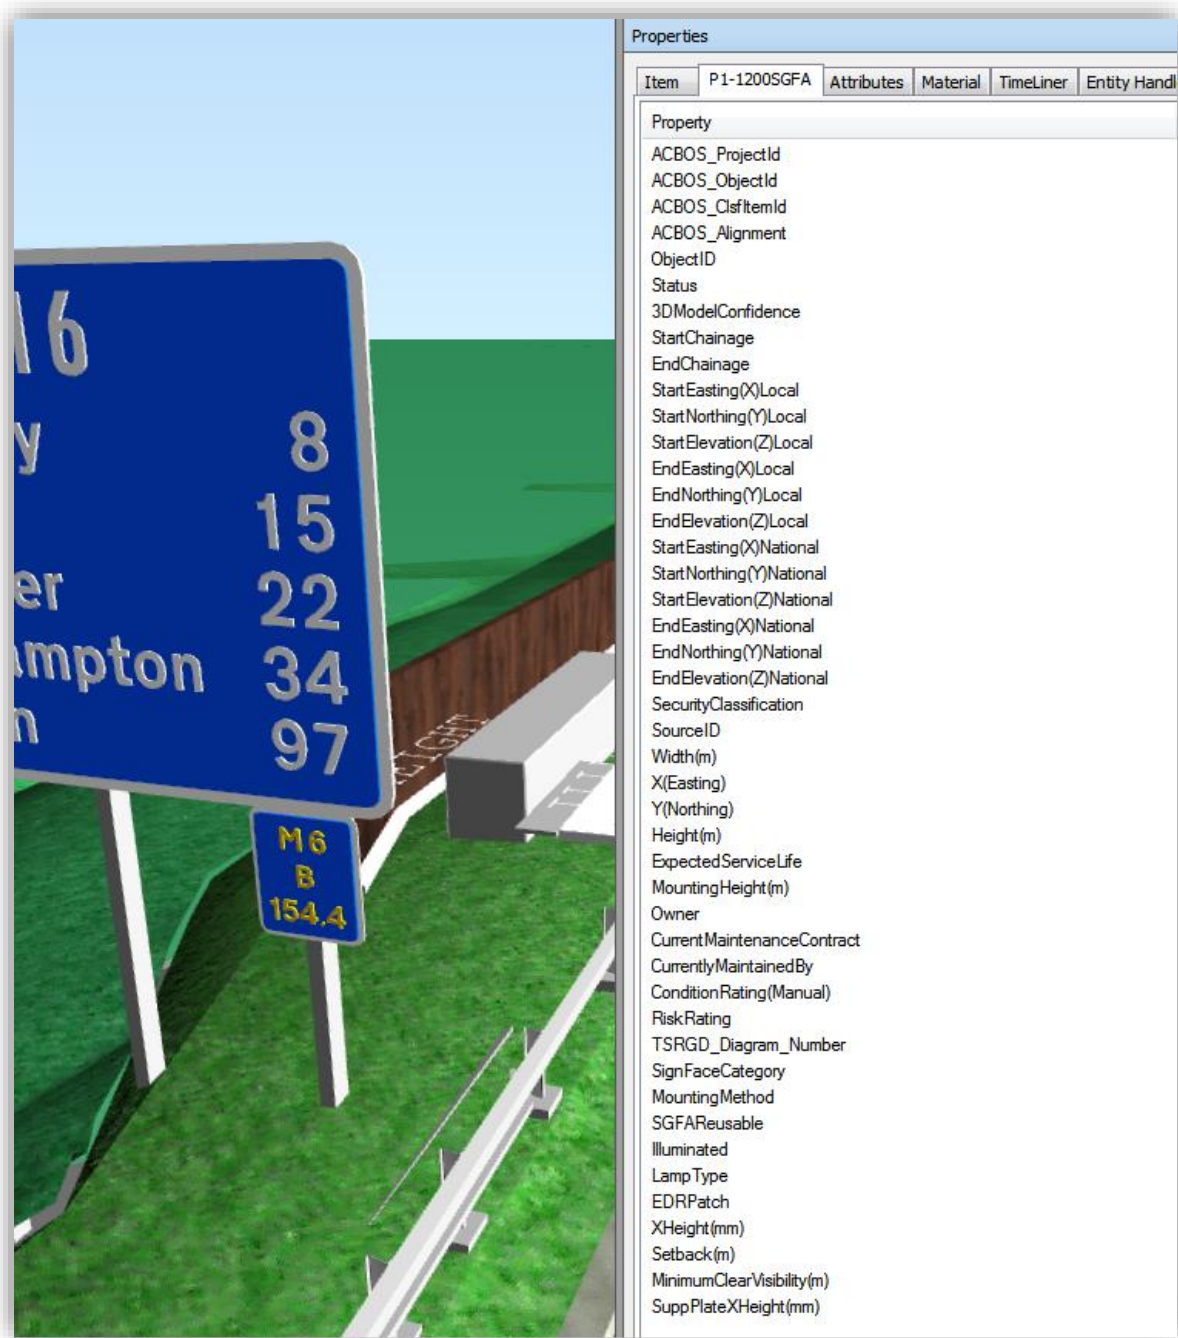 16
y 8
15
er 22
ampton 34
n 97
M6
B
154.4
Properties
Item P1-1200SGFA Attributes Material TimeLiner Entity Handl
Property
ACBOS_ProjectId
ACBOS_ObjectId
ACBOS_ClsfItemId
ACBOS_Alignment
ObjectID
Status
3DModelConfidence
StartChainage
EndChainage
StartEasting(X)Local
StartNorthing(Y)Local
StartElevation(Z)Local
EndEasting(X)Local
EndNorthing(Y)Local
EndElevation(Z)Local
StartEasting(X)National
StartNorthing(Y)National
StartElevation(Z)National
EndEasting(X)National
EndNorthing(Y)National
EndElevation(Z)National
SecurityClassification
SourceID
Width(m)
X(Easting)
Y(Northing)
Height(m)
ExpectedServiceLife
MountingHeight(m)
Owner
CurrentMaintenanceContract
CurrentlyMaintainedBy
ConditionRating(Manual)
RiskRating
TSRGD_Diagram_Number
SignFaceCategory
MountingMethod
SGFAReusable
Illuminated
LampType
EDRPatch
XHeight(mm)
Setback(m)
MinimumClearVisibility(m)
SuppPlateXHeight(mm)